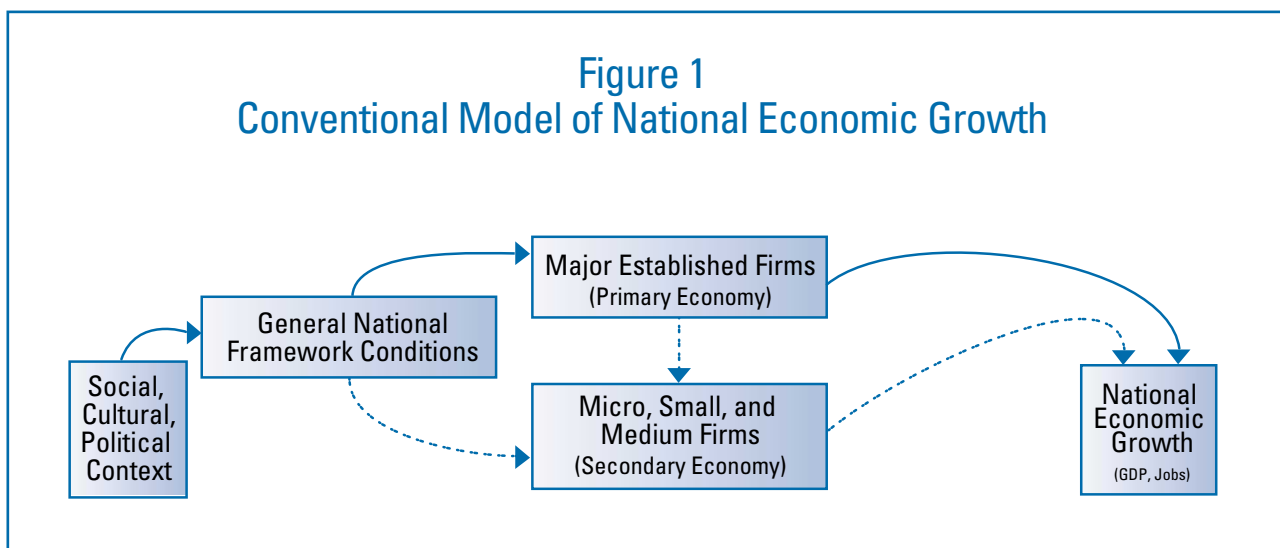 Figure 1
Conventional Model of National Economic Growth
Social,
Cultural,
Political
Context
General National
Framework Conditions
Major Established Firms
(Primary Economy)
Micro, Small, and
Medium Firms
(Secondary Economy)
National
Economic
Growth
(GDP, Jobs)